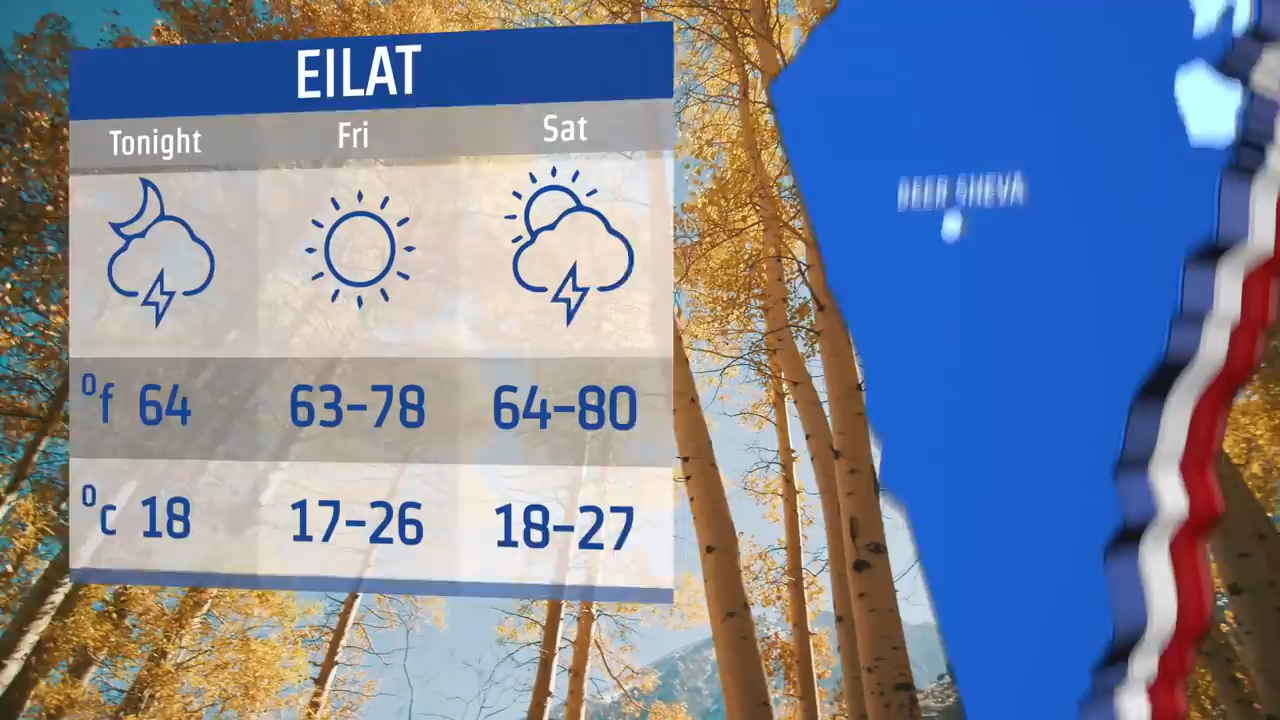 EILAT
Tonight Fri Sat
°f 64 63-78 64-80
°c 18 17-26 18-27
BEER SHEVA